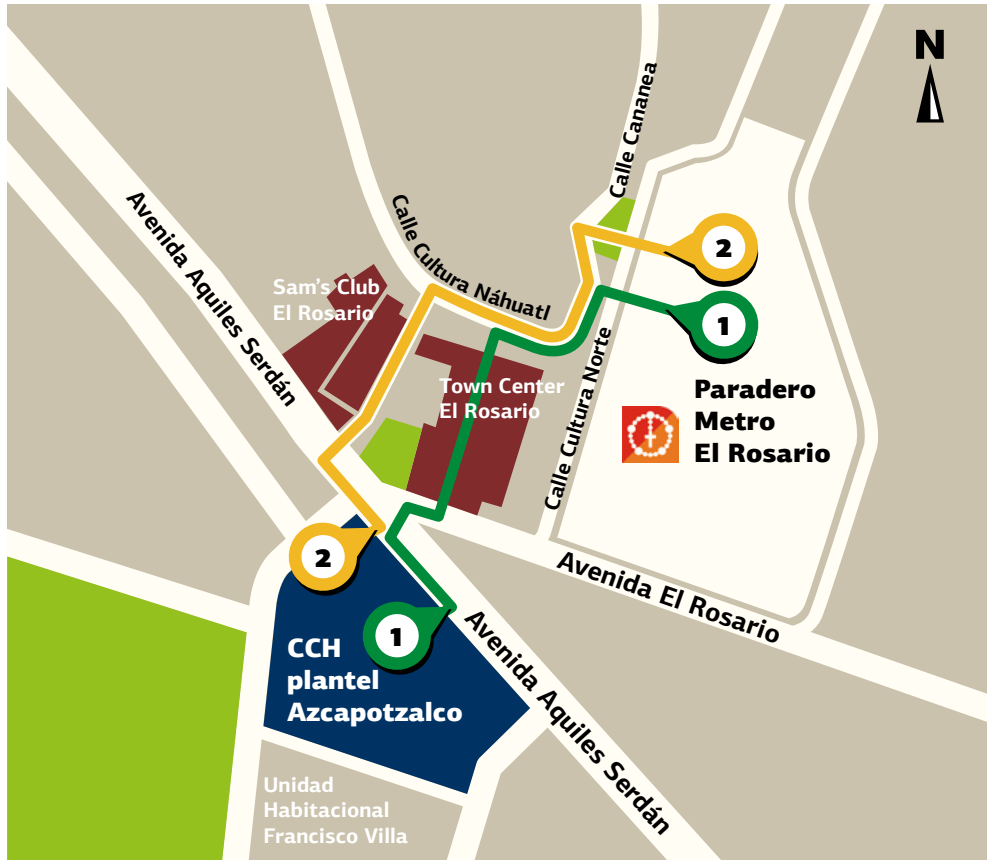 N
Calle Cananea
Avenida Aquiles Serdán
Calle Cultura Náhuatl
2
Sam's Club
El Rosario
1
Town Center
El Rosario
Calle Cultura Norte
Paradero
Metro
El Rosario
2
Avenida El Rosario
1
CCH
plantel
Azcapotzalco
Avenida Aquiles Serdán
Unidad
Habitacional
Francisco Villa